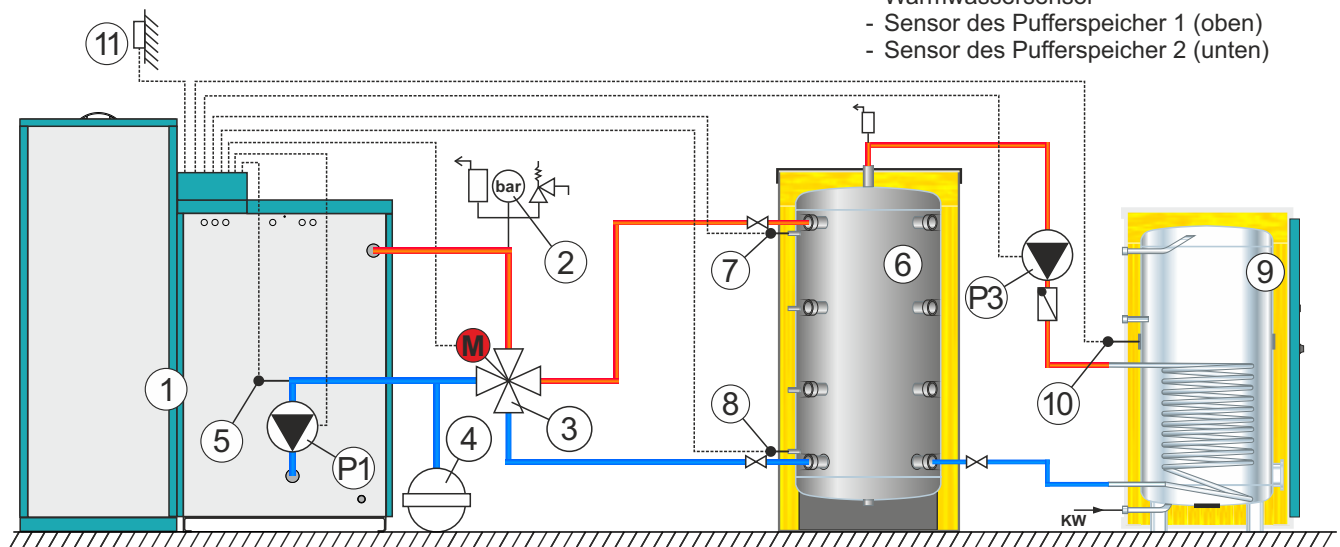 Warmwassersensor
- Sensor des Pufferspeicher 1 (oben)
- Sensor des Pufferspeicher 2 (unten)
11
bar
2
7
6
P3
9
M
10
1
5
3
8
4
P1
KW